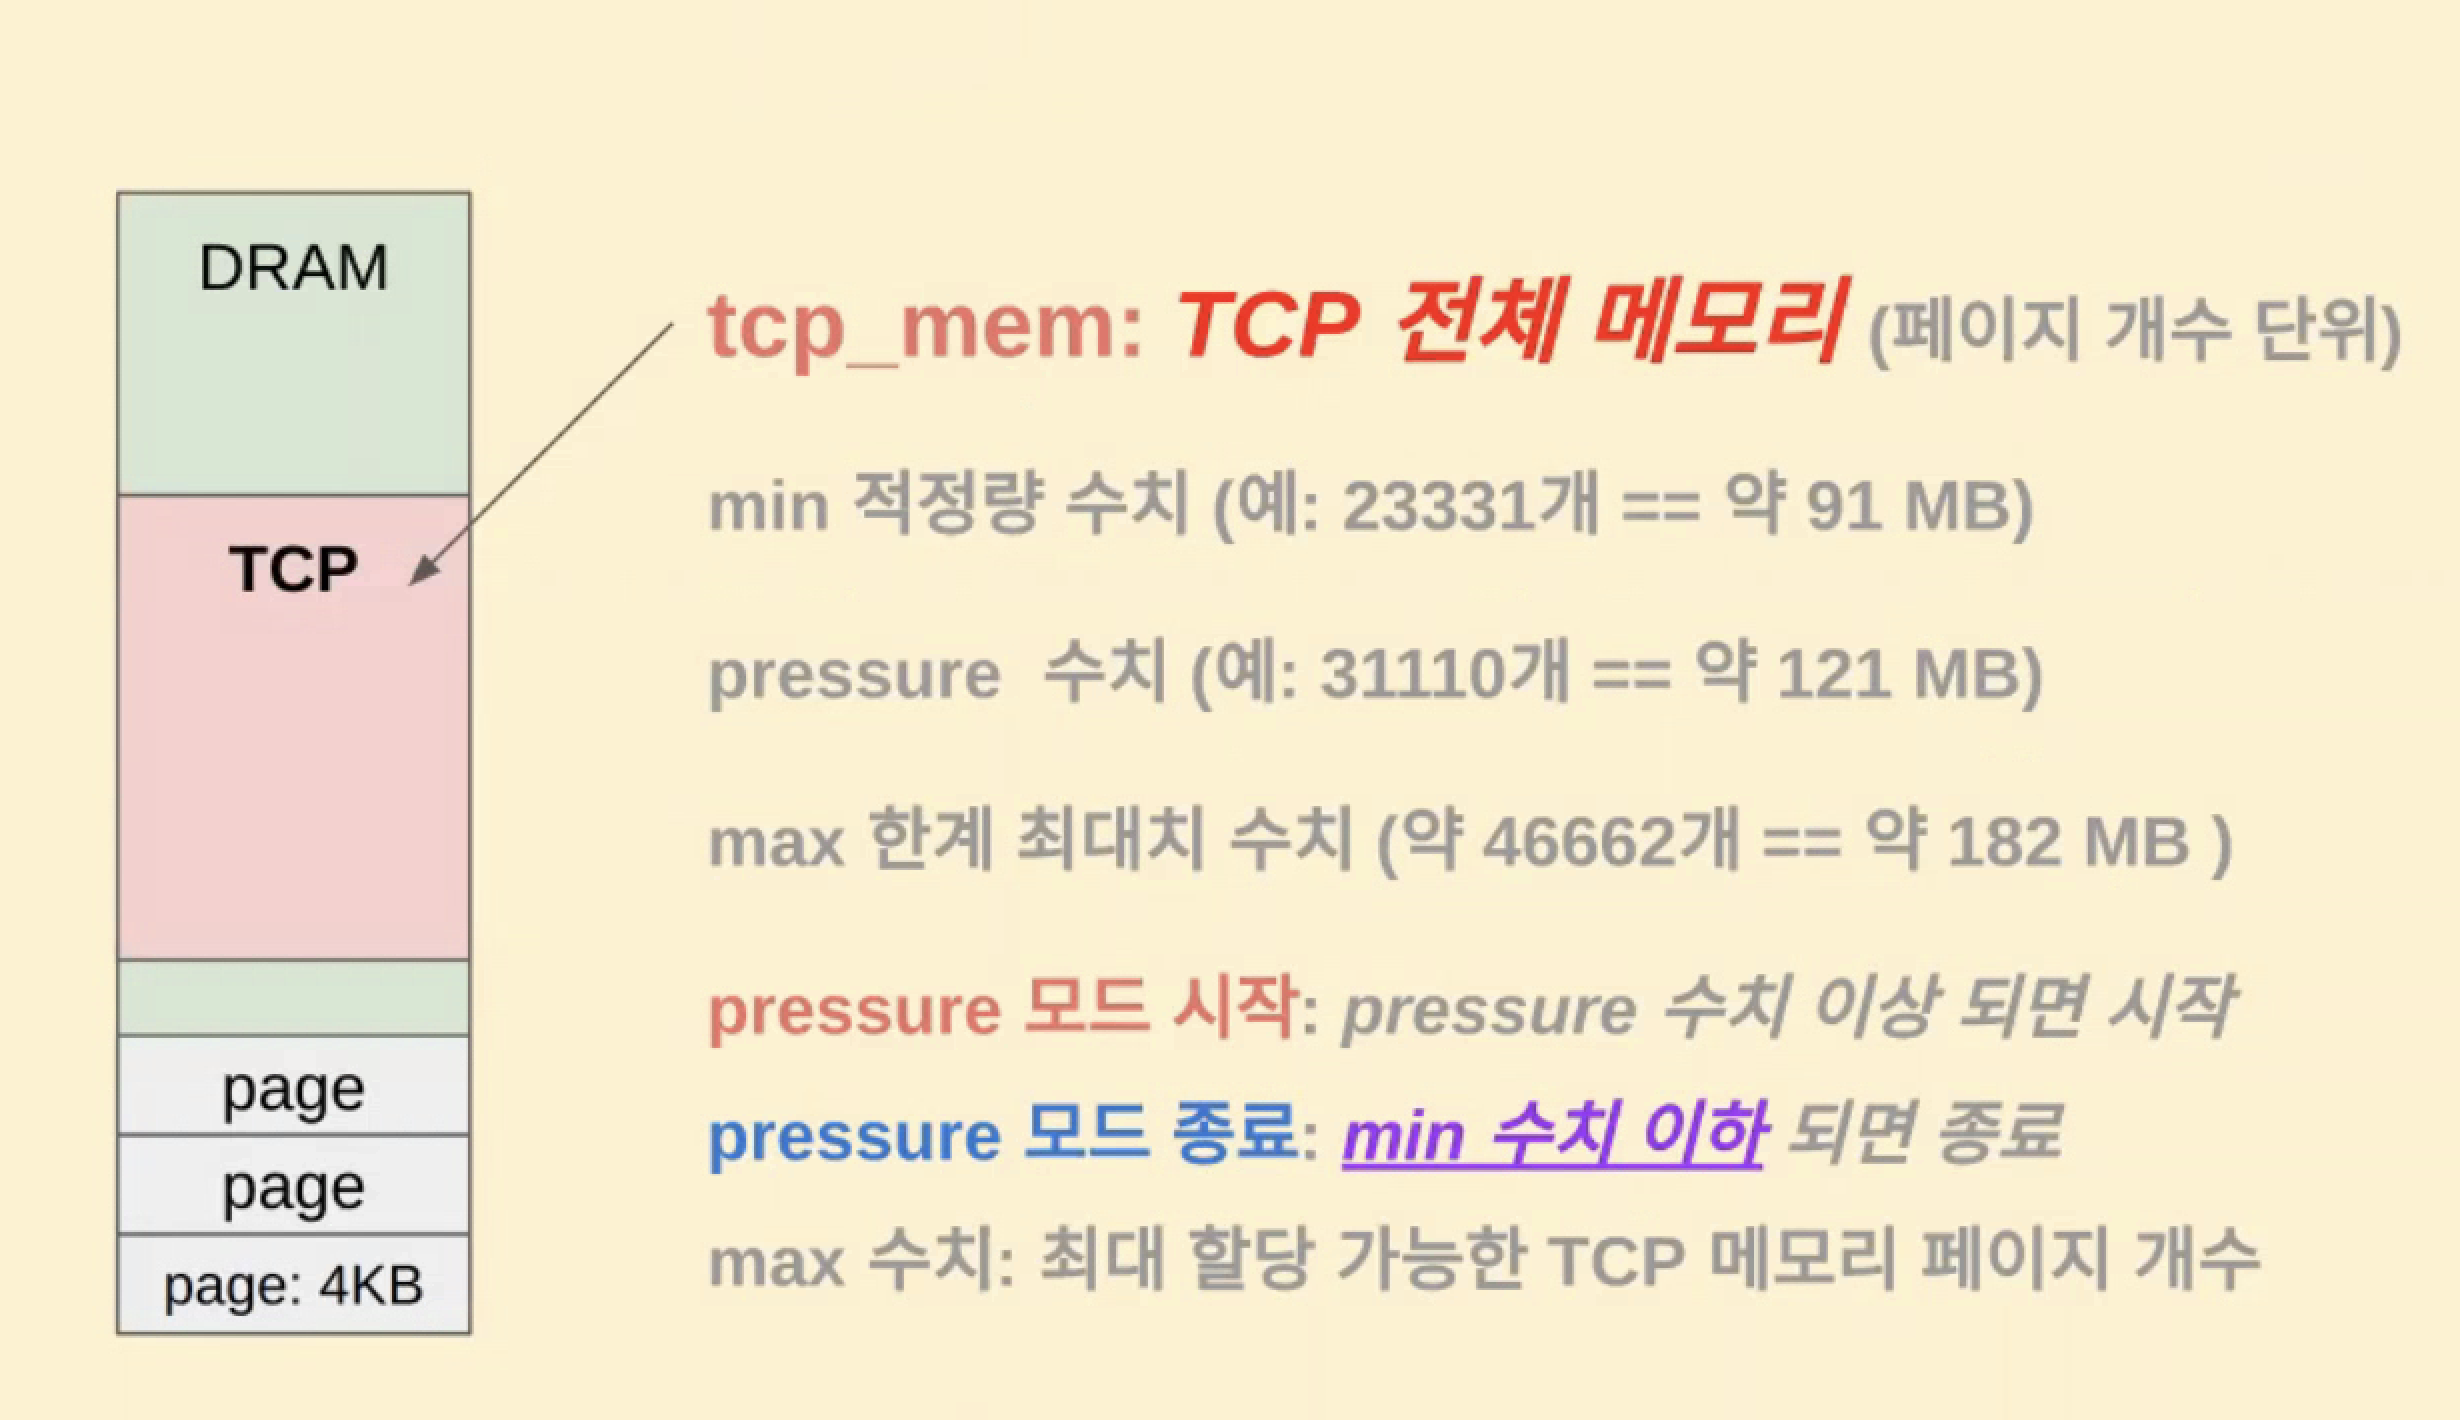 DRAM
tcp_mem: TCP 전체 메모리 (페이지 개수 단위)
min 적정량 수치 (예: 23331개 == 약 91 MB)
TCP
pressure 수치 (예: 31110개 == 약 121 MB)
max 한계 최대치 수치 (약 46662개 == 약 182 MB )
pressure 모드 시작: pressure 수치 이상 되면 시작
page
pressure 모드 종료: min 수치 이하 되면 종료
page
max 수치: 최대 할당 가능한 TCP 메모리 페이지 개수
page: 4KB